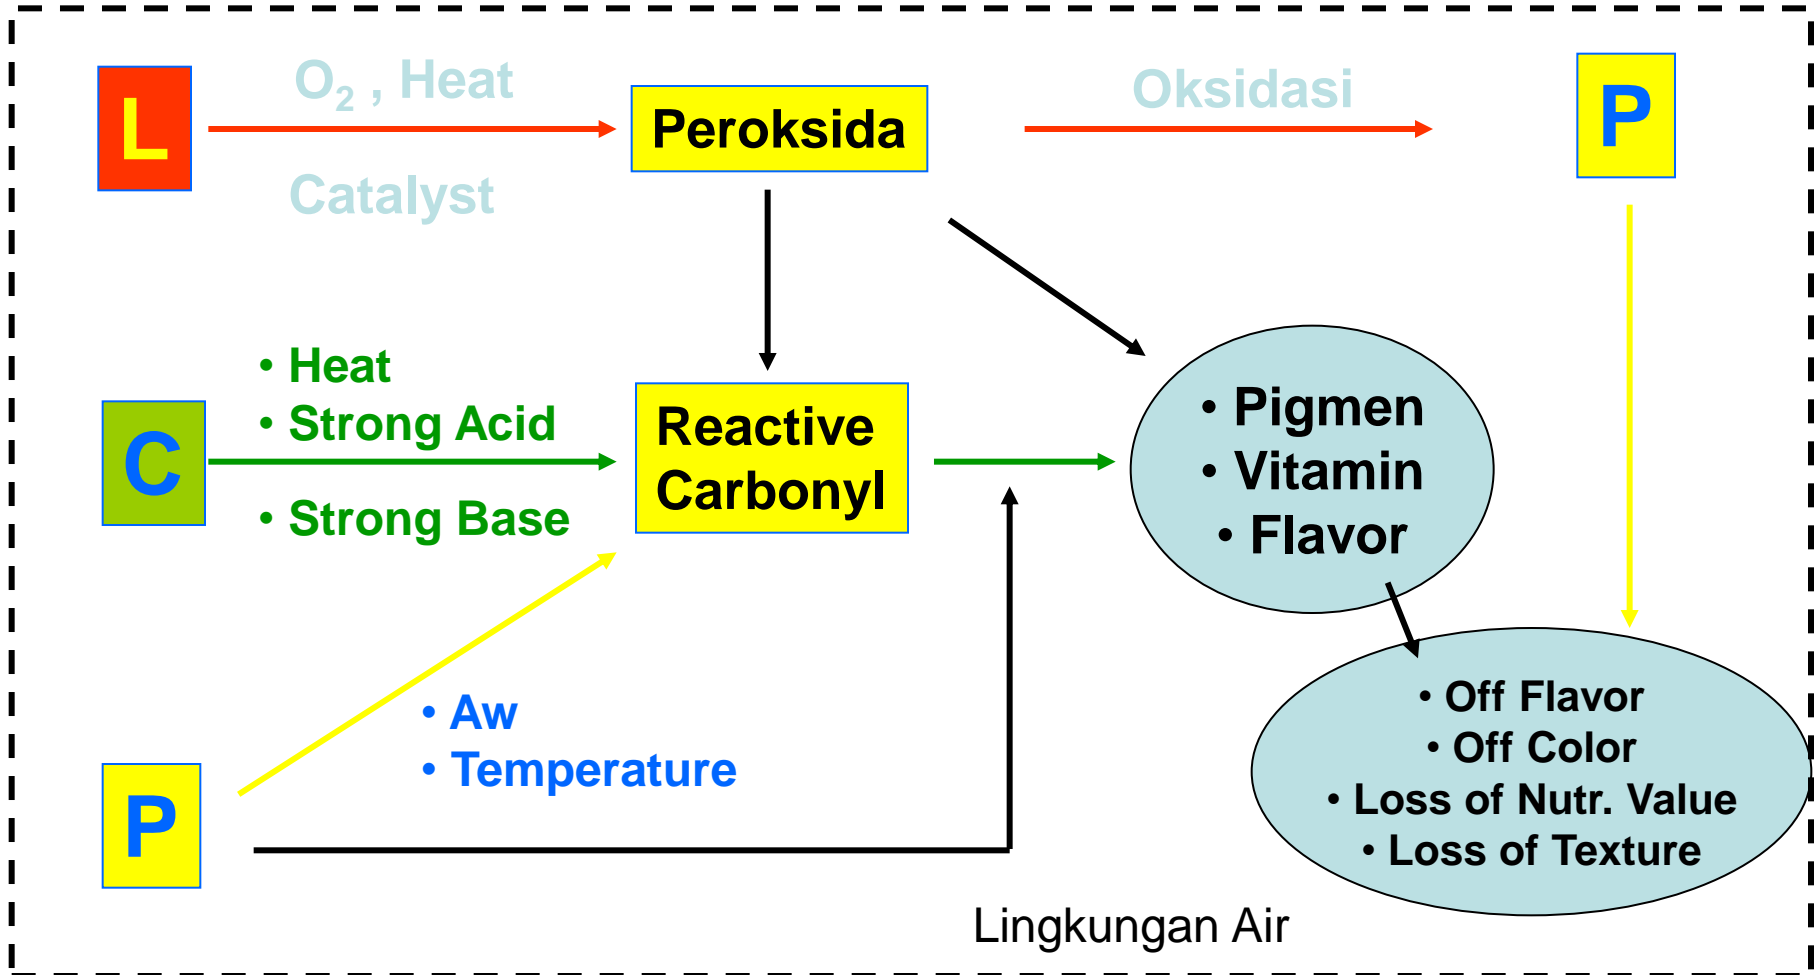 L
O₂ , Heat
Catalyst
Peroksida
Oksidasi
P
C
• Heat
• Strong Acid
• Strong Base
Reactive
Carbonyl
• Pigmen
• Vitamin
• Flavor
P
• Aw
• Temperature
• Off Flavor
• Off Color
• Loss of Nutr. Value
• Loss of Texture
Lingkungan Air